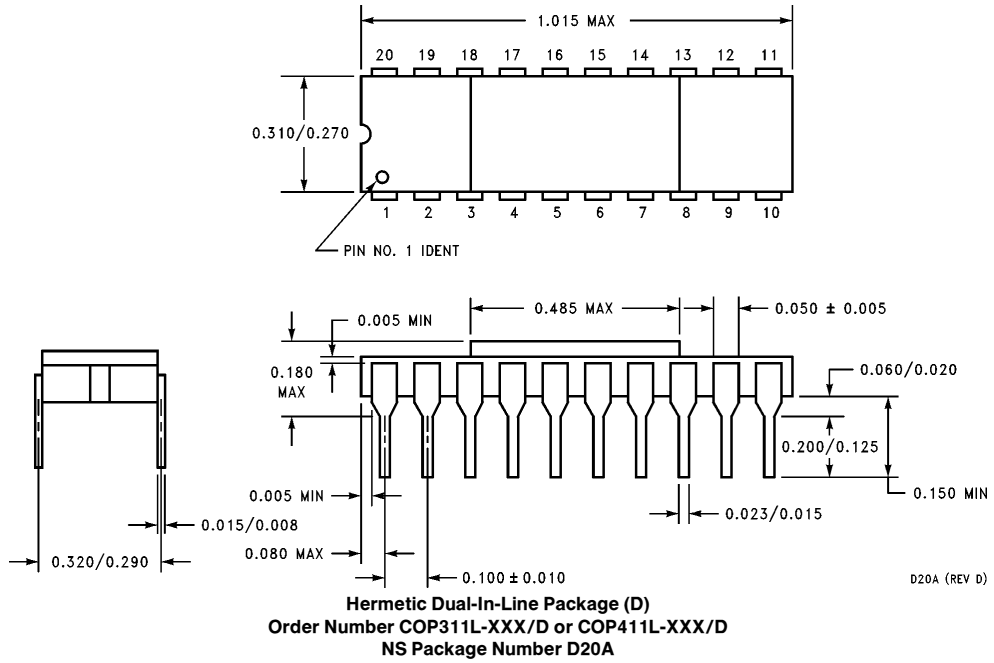 1.015 MAX
20 19 18 17 16 15 14 13 12 11
0.310/0.270
1 2 3 4 5 6 7 8 9 10
PIN NO. 1 IDENT
0.005 MIN
0.485 MAX
0.050 ± 0.005
0.180
MAX
0.060/0.020
0.200/0.125
0.150 MIN
0.005 MIN
0.023/0.015
0.015/0.008
0.080 MAX
0.320/0.290
0.100 ± 0.010
D20A (REV D)
Hermetic Dual-In-Line Package (D)
Order Number COP311L-XXX/D or COP411L-XXX/D
NS Package Number D20A